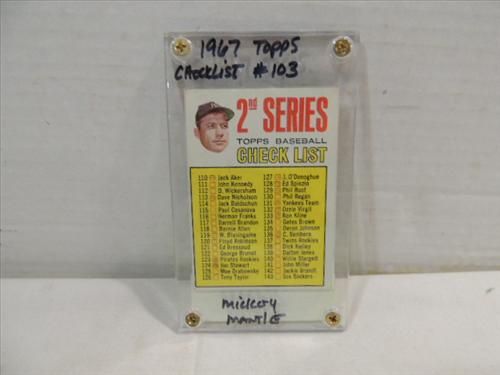 1967 TOPPS
CHECKLIST #103
2nd SERIES
TOPPS BASEBALL
CHECK LIST
110 Jack Aker
111 John Kennedy
112 D. Wickersham
113 Dave Nicholson
114 Jack Baldschun
115 Paul Casanova
116 Herman Franks
117 Darrell Brandon
118 Bernie Allen
119 W. Blasingame
120 Floyd Robinson
121 Ed Bressoud
122 George Brunet
123 Pirates Rookies
124 Jim Stewart
125 Moe Drabowsky
126 Tony Taylor
127 J. O'Donoghue
128 Ed Spiezio
129 Phil Roof
130 Phil Regan
131 Yankees Team
132 Ozzie Virgil
133 Ron Kline
134 Gates Brown
135 Deron Johnson
136 C. Sembera
137 Twins Rookies
138 Dick Kelley
139 Dalton Jones
140 Willie Stargell
141 John Miller
142 Jackie Brandt
143 Sox Sockers
mickey
MANTLE